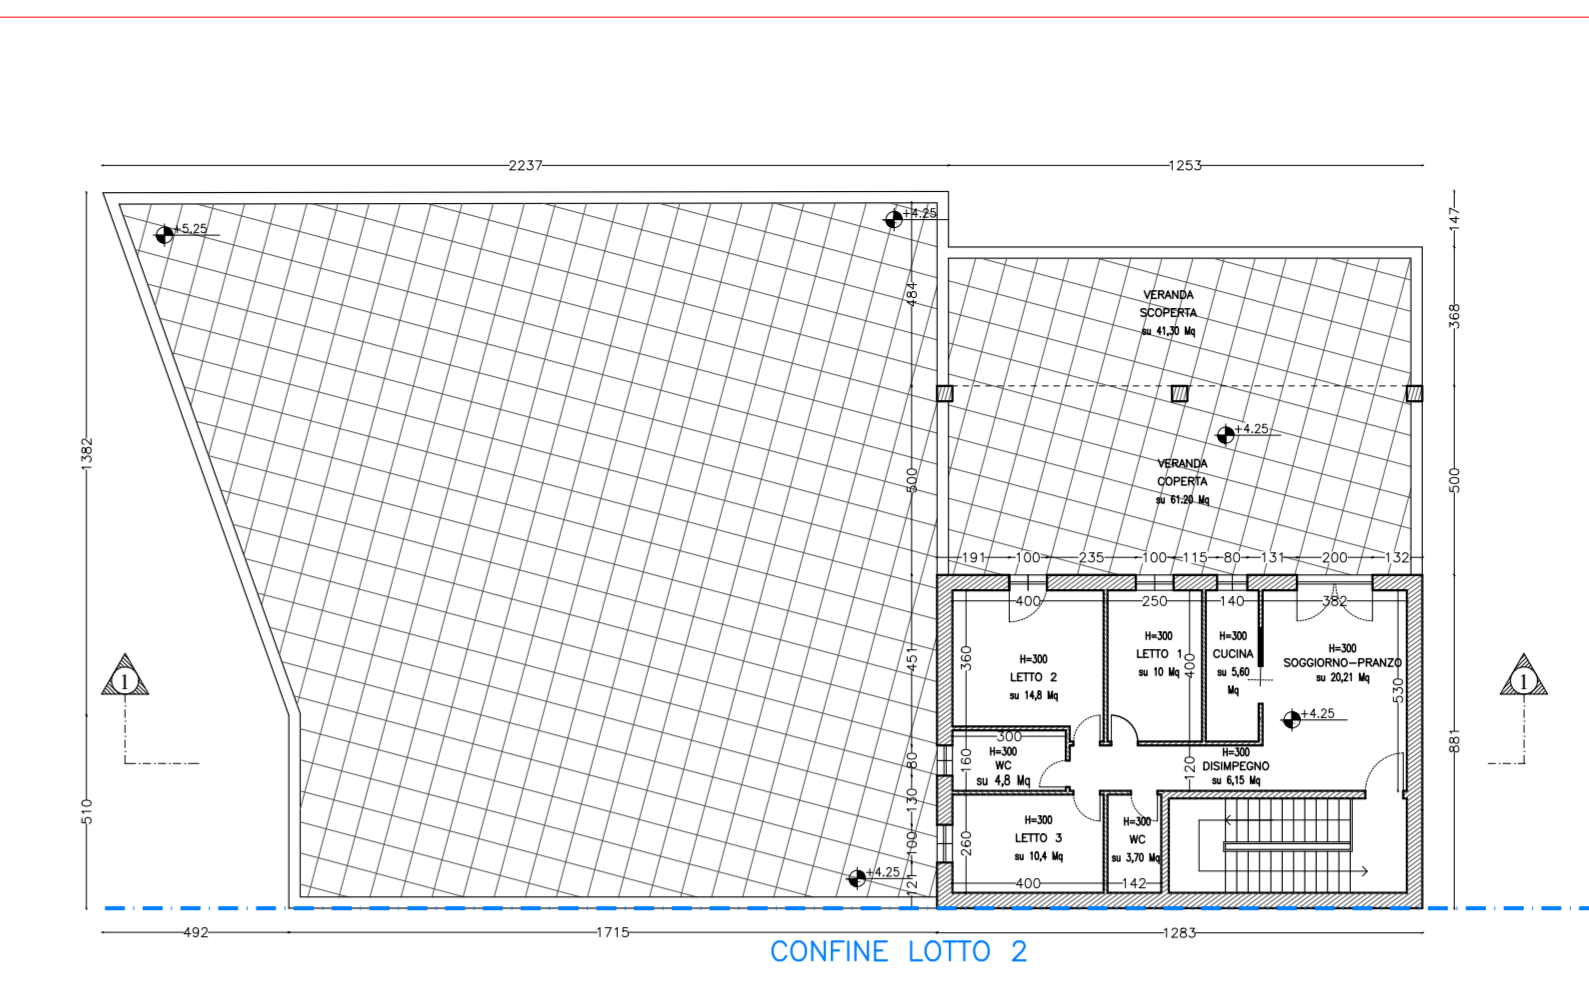 2237
1253
147
+5.25
+4.25
484
VERANDA
SCOPERTA
su 41,30 Mq
368
1382
+4.25
VERANDA
COPERTA
su 61.20 Mq
500
500
191
100
235
100
115
80
131
200
132
400
250
140
382
H=300
LETTO 2
su 14,8 Mq
360
H=300
LETTO 1
su 10 Mq
400
H=300
CUCINA
su 5,60
Mq
H=300
SOGGIORNO-PRANZO
su 20,21 Mq
530
451
1
1
+4.25
881
300
H=300
WC
su 4,8 Mq
160
80
H=300
DISIMPEGNO
su 6,15 Mq
120
510
130
H=300
LETTO 3
su 10,4 Mq
260
H=300
WC
su 3,70 Mq
100
+4.25
121
400
142
492
1715
1283
CONFINE LOTTO 2